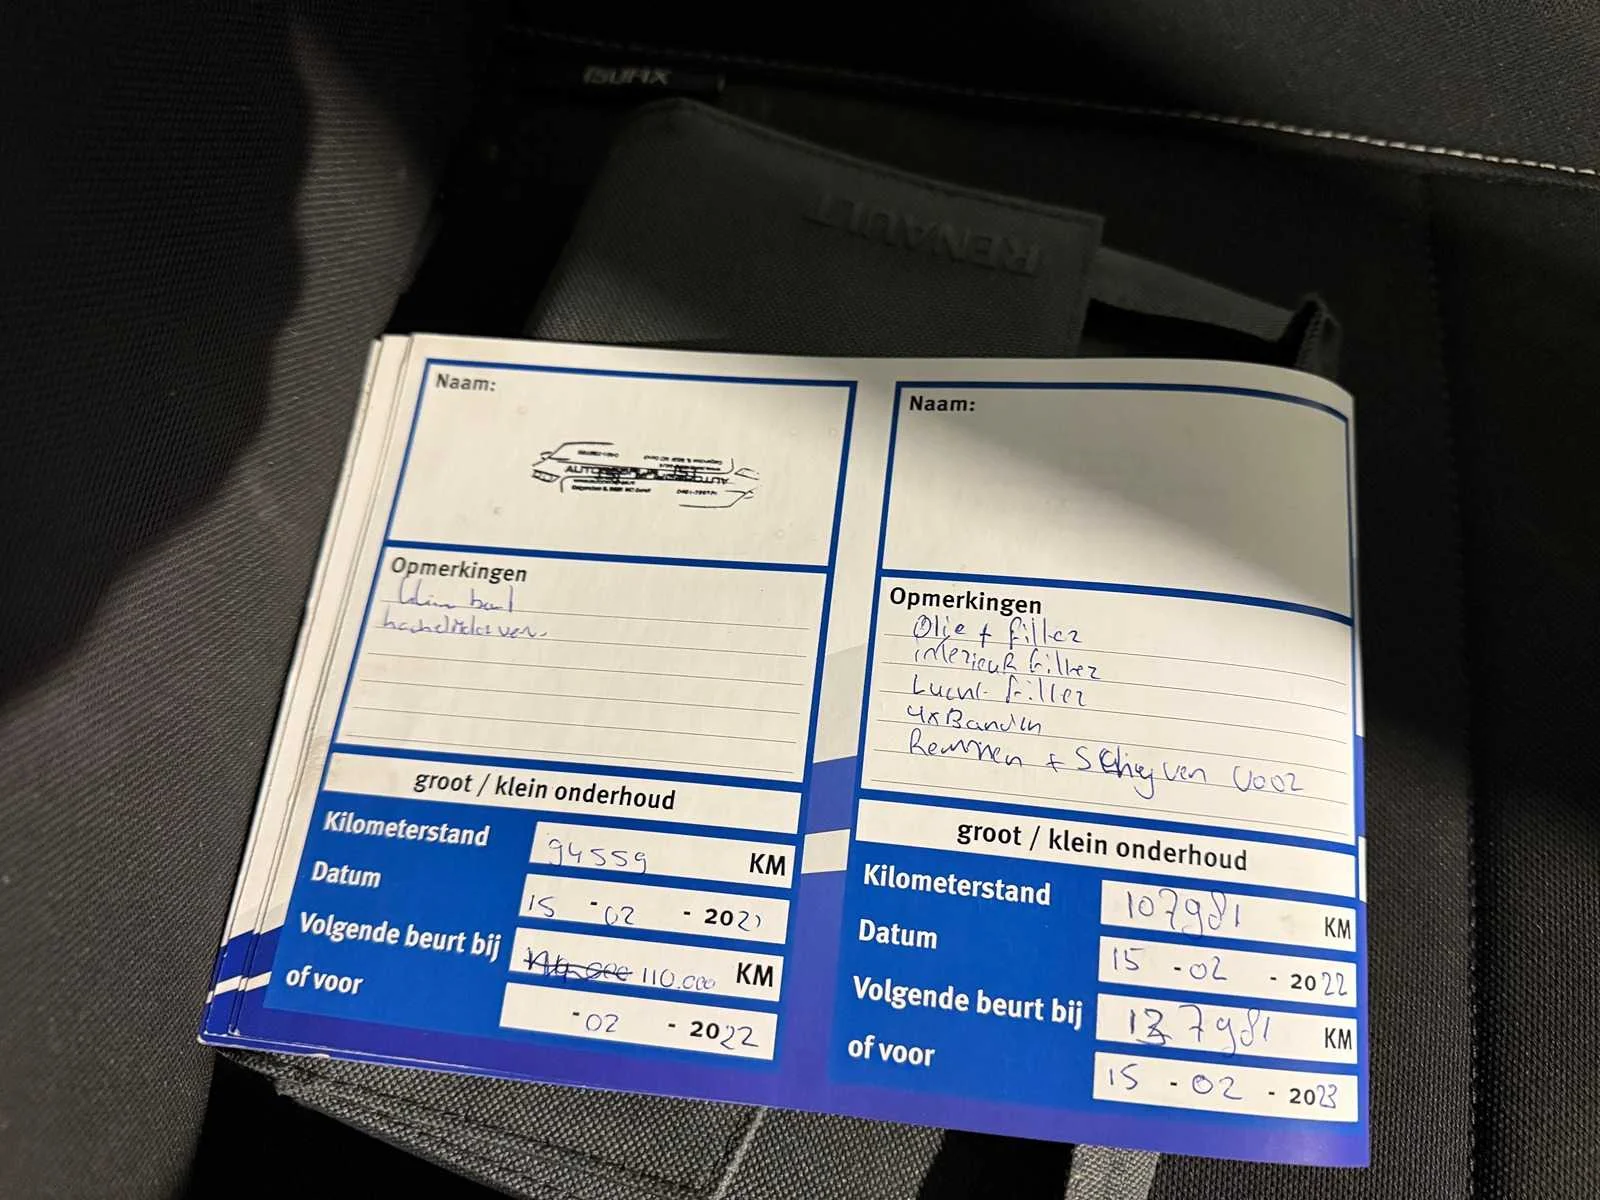 ISOFIX
RENAULT
Naam:
Opmerkingen
groot / klein onderhoud
Kilometerstand 94559 KM
Datum 15 - 02 - 2021
Volgende beurt bij 110.000 KM
of voor - 02 - 2022
Naam:
Opmerkingen
Olie + filter
interieur filter
Lucht filter
4x Banden
Remmen + Schijven voor
groot / klein onderhoud
Kilometerstand 107981 KM
Datum 15 - 02 - 2022
Volgende beurt bij 127981 KM
of voor 15 - 02 - 2023